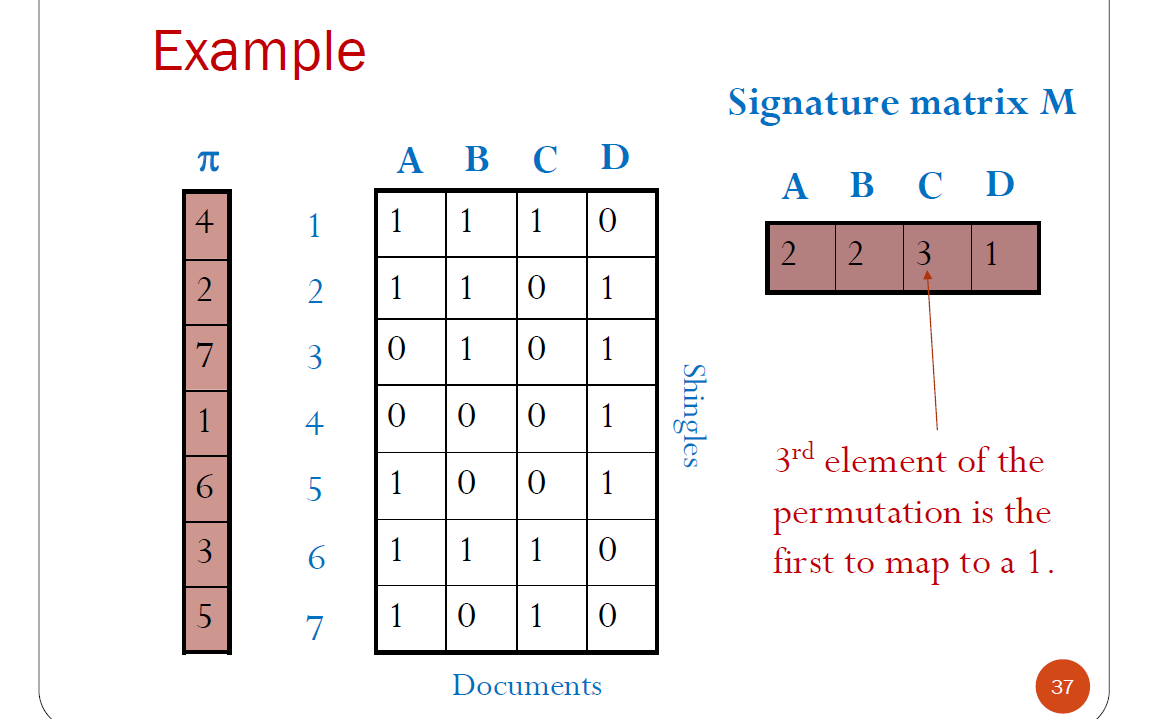 Example
Signature matrix M
π
A B C D
A B C D
4 1 1 1 1 0
2 2 3 1
2 2 1 1 0 1
7 3 0 1 0 1
1 4 0 0 0 1
6 5 1 0 0 1
3 6 1 1 1 0
5 7 1 0 1 0
Shingles
3rd element of the
permutation is the
first to map to a 1.
Documents
37